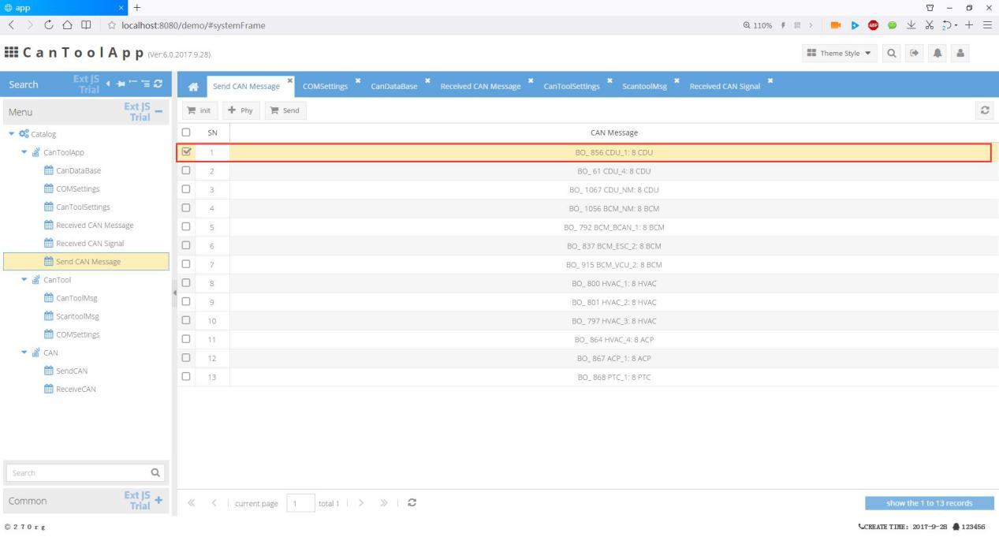 app
localhost:8080/demo/#systemFrame
110%
CanToolApp (Ver:6.0.2017.9.28)
Theme Style
Search
Ext JS Trial
Send CAN Message
COMSettings
CanDataBase
Received CAN Message
CanToolSettings
ScantoolMsg
Received CAN Signal
Menu
Ext JS Trial
init
Phy
Send
Catalog
CanToolApp
CanDataBase
COMSettings
CanToolSettings
Received CAN Message
Received CAN Signal
Send CAN Message
CanTool
CanToolMsg
ScantoolMsg
COMSettings
CAN
SendCAN
ReceiveCAN
SN CAN Message
1 BO_ 856 CDU_1: 8 CDU
2 BO_ 61 CDU_4: 8 CDU
3 BO_ 1067 CDU_NM: 8 CDU
4 BO_ 1056 BCM_NM: 8 BCM
5 BO_ 792 BCM_BCAN_1: 8 BCM
6 BO_ 837 BCM_ESC_2: 8 BCM
7 BO_ 915 BCM_VCU_2: 8 BCM
8 BO_ 800 HVAC_1: 8 HVAC
9 BO_ 801 HVAC_2: 8 HVAC
10 BO_ 797 HVAC_3: 8 HVAC
11 BO_ 864 HVAC_4: 8 ACP
12 BO_ 867 ACP_1: 8 ACP
13 BO_ 868 PTC_1: 8 PTC
Search
Common
Ext JS Trial
current page 1 total 1
show the 1 to 13 records
©270rg
CREATE TIME: 2017-9-28 123456